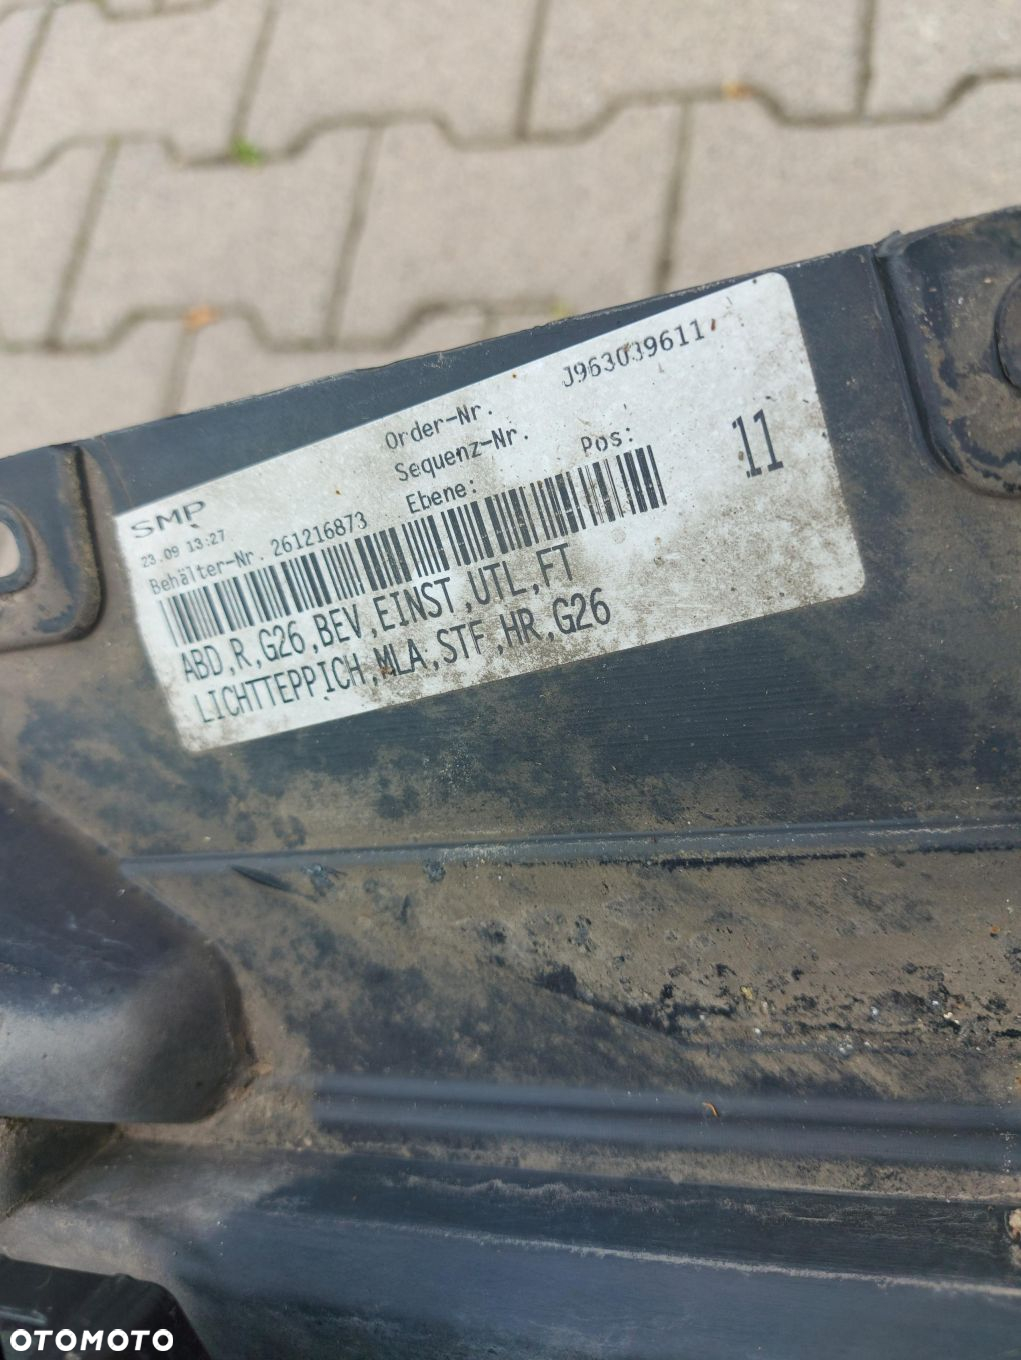 SMP
23.09 13:27
Order-Nr. J963039611
Sequenz-Nr.
Behälter-Nr. 261216873
Ebene:
Pos:
11
ABD,R,G26,BEV,EINST,UTL,FT
LICHTTEPPICH,MLA,STF,HR,G26
OTOMOTO